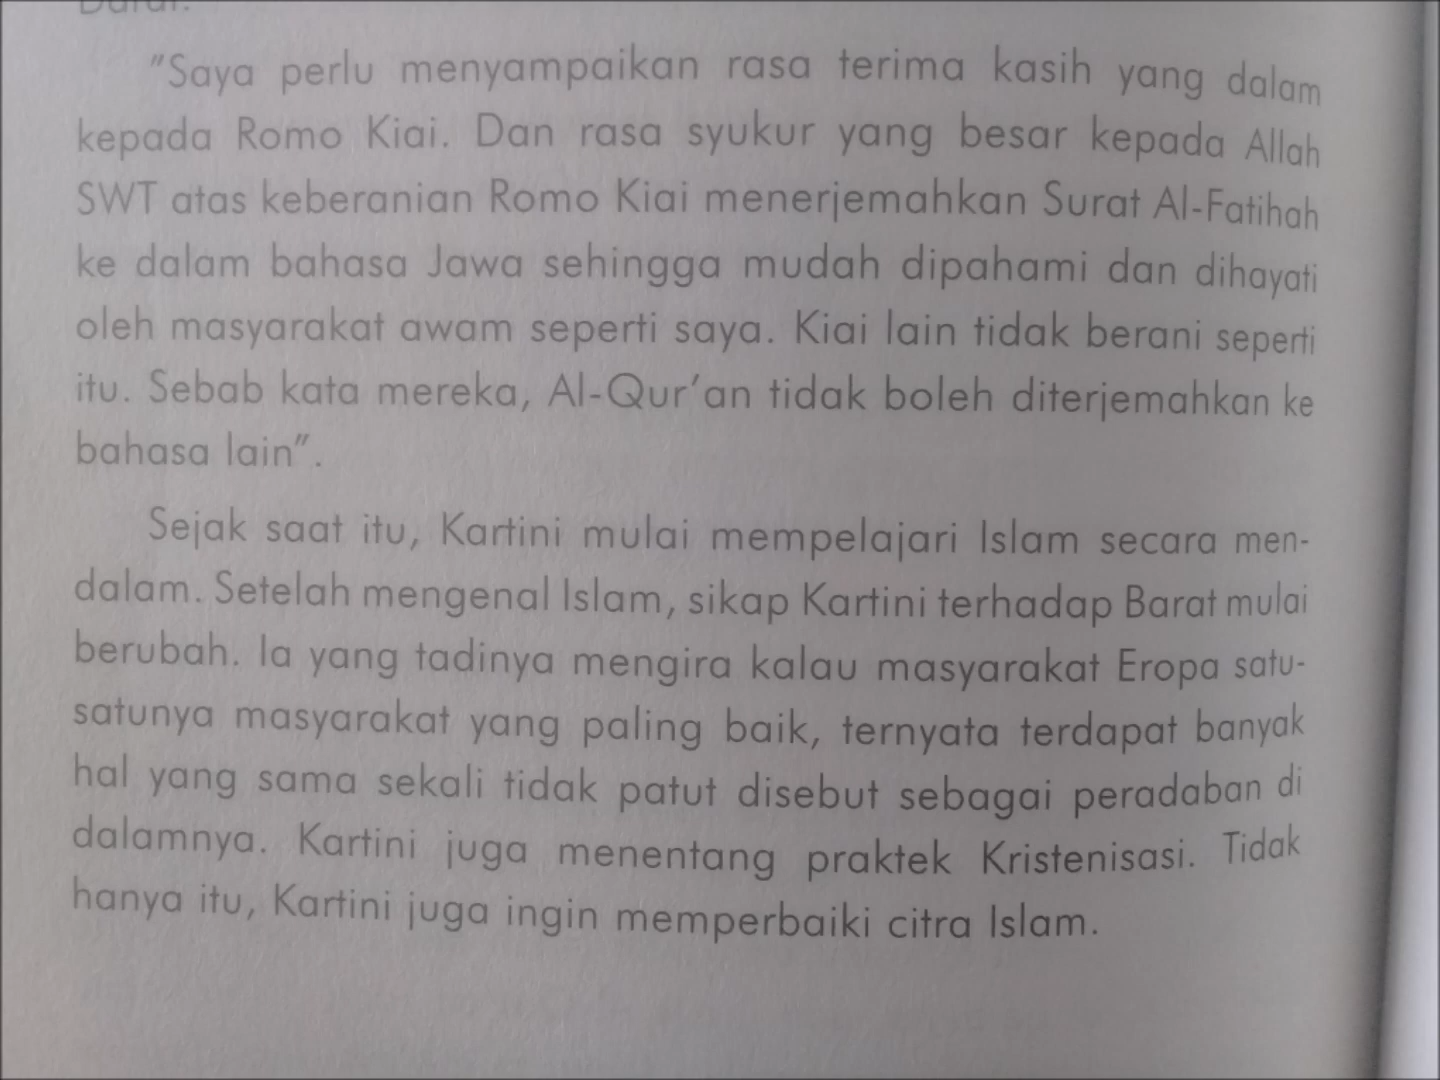 "Saya perlu menyampaikan rasa terima kasih yang dalam
kepada Romo Kiai. Dan rasa syukur yang besar kepada Allah
SWT atas keberanian Romo Kiai menerjemahkan Surat Al-Fatihah
ke dalam bahasa Jawa sehingga mudah dipahami dan dihayati
oleh masyarakat awam seperti saya. Kiai lain tidak berani seperti
itu. Sebab kata mereka, Al-Qur'an tidak boleh diterjemahkan ke
bahasa lain".
Sejak saat itu, Kartini mulai mempelajari Islam secara men-
dalam. Setelah mengenal Islam, sikap Kartini terhadap Barat mulai
berubah. Ia yang tadinya mengira kalau masyarakat Eropa satu-
satunya masyarakat yang paling baik, ternyata terdapat banyak
hal yang sama sekali tidak patut disebut sebagai peradaban di
dalamnya. Kartini juga menentang praktek Kristenisasi. Tidak
hanya itu, Kartini juga ingin memperbaiki citra Islam.